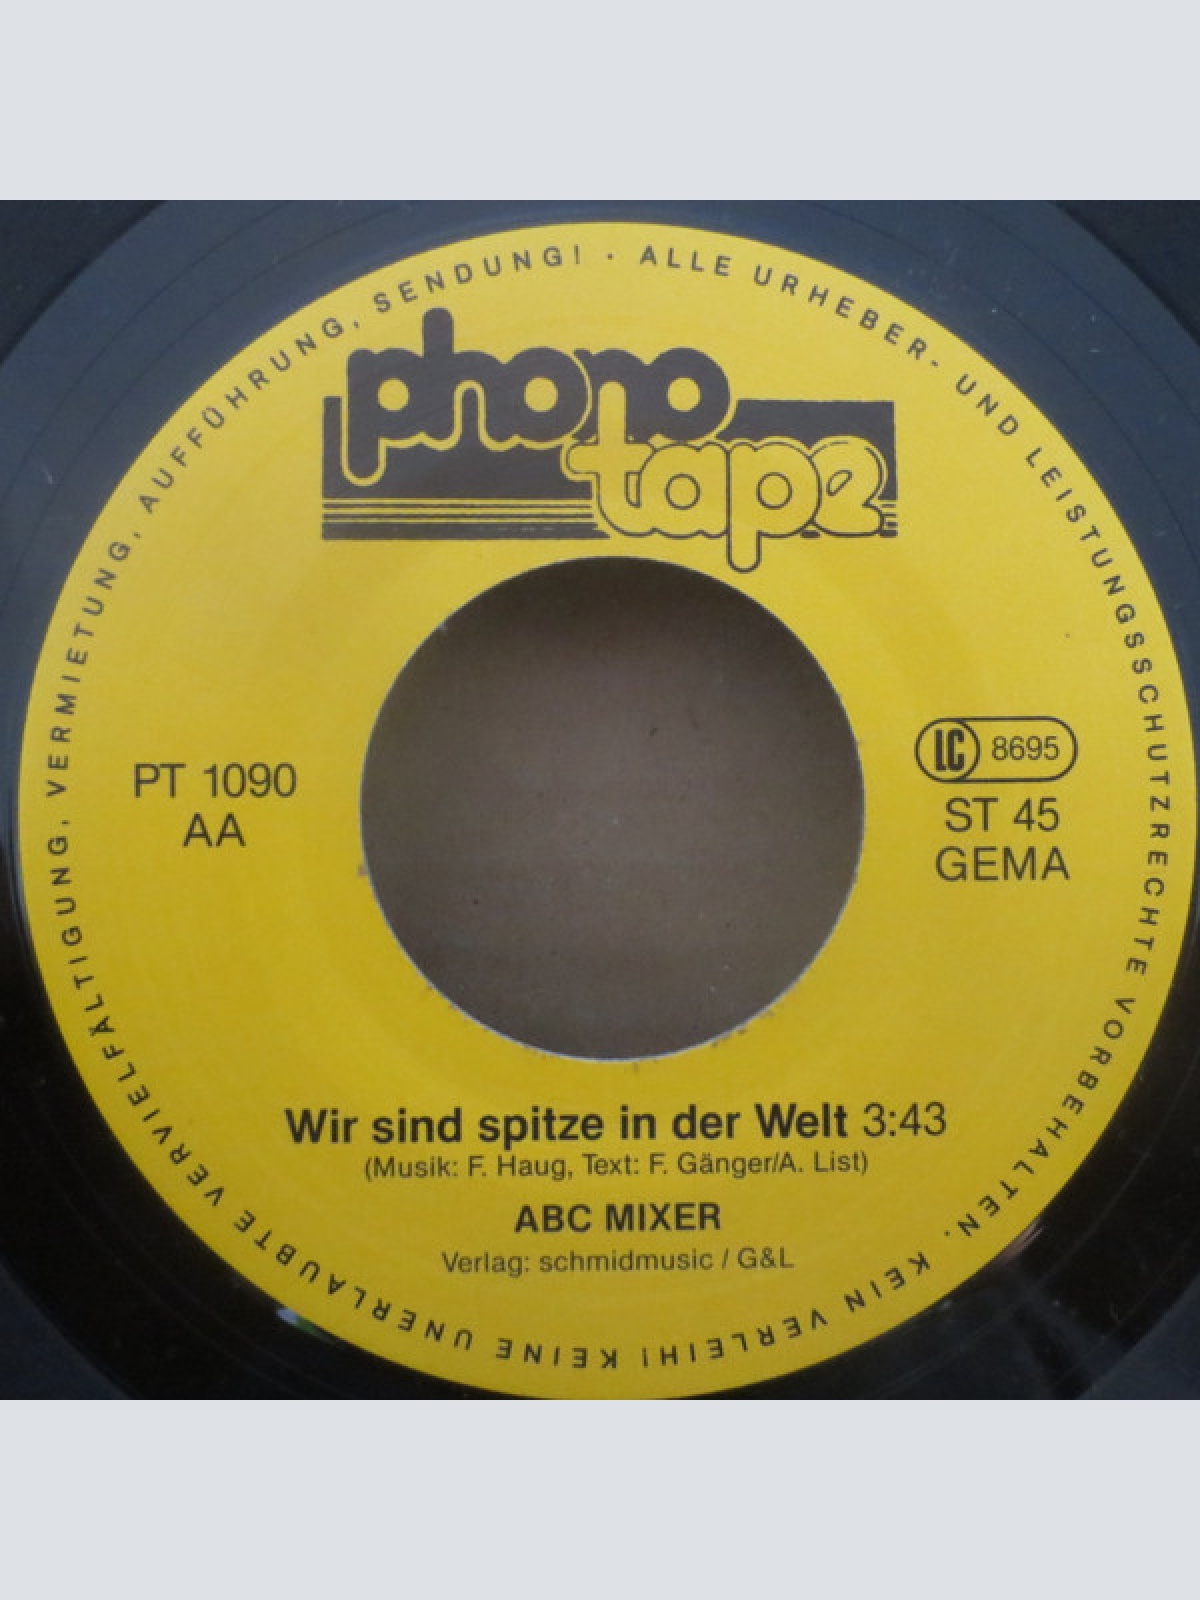 phono
tape
PT 1090
AA
LC 8695
ST 45
GEMA
Wir sind spitze in der Welt 3:43
(Musik: F. Haug, Text: F. Gänger/A. List)
ABC MIXER
Verlag: schmidmusic / G&L
· ALLE URHEBER- UND LEISTUNGSSCHUTZRECHTE VORBEHALTEN. KEIN VERLEIH! KEINE UNERLAUBTE VERVIELFÄLTIGUNG, VERMIETUNG, AUFFÜHRUNG, SENDUNG!